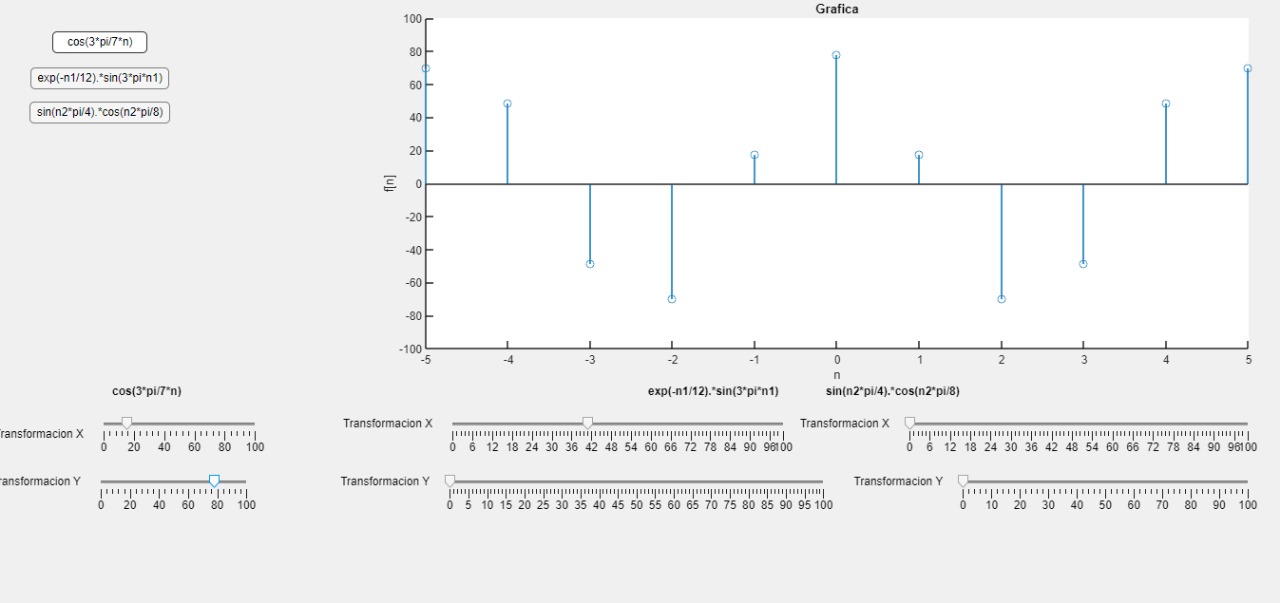 Grafica
cos(3*pi/7*n)
exp(-n1/12).*sin(3*pi*n1)
sin(n2*pi/4).*cos(n2*pi/8)
100
80
60
40
20
0
-20
-40
-60
-80
-100
f[n]
-5 -4 -3 -2 -1 0 1 2 3 4 5
n
cos(3*pi/7*n)
exp(-n1/12).*sin(3*pi*n1)
sin(n2*pi/4).*cos(n2*pi/8)
ransformacion X
0 20 40 60 80 100
Transformacion X
0 6 12 18 24 30 36 42 48 54 60 66 72 78 84 90 96100
Transformacion X
0 6 12 18 24 30 36 42 48 54 60 66 72 78 84 90 96100
ransformacion Y
0 20 40 60 80 100
Transformacion Y
0 5 10 15 20 25 30 35 40 45 50 55 60 65 70 75 80 85 90 95 100
Transformacion Y
0 10 20 30 40 50 60 70 80 90 100